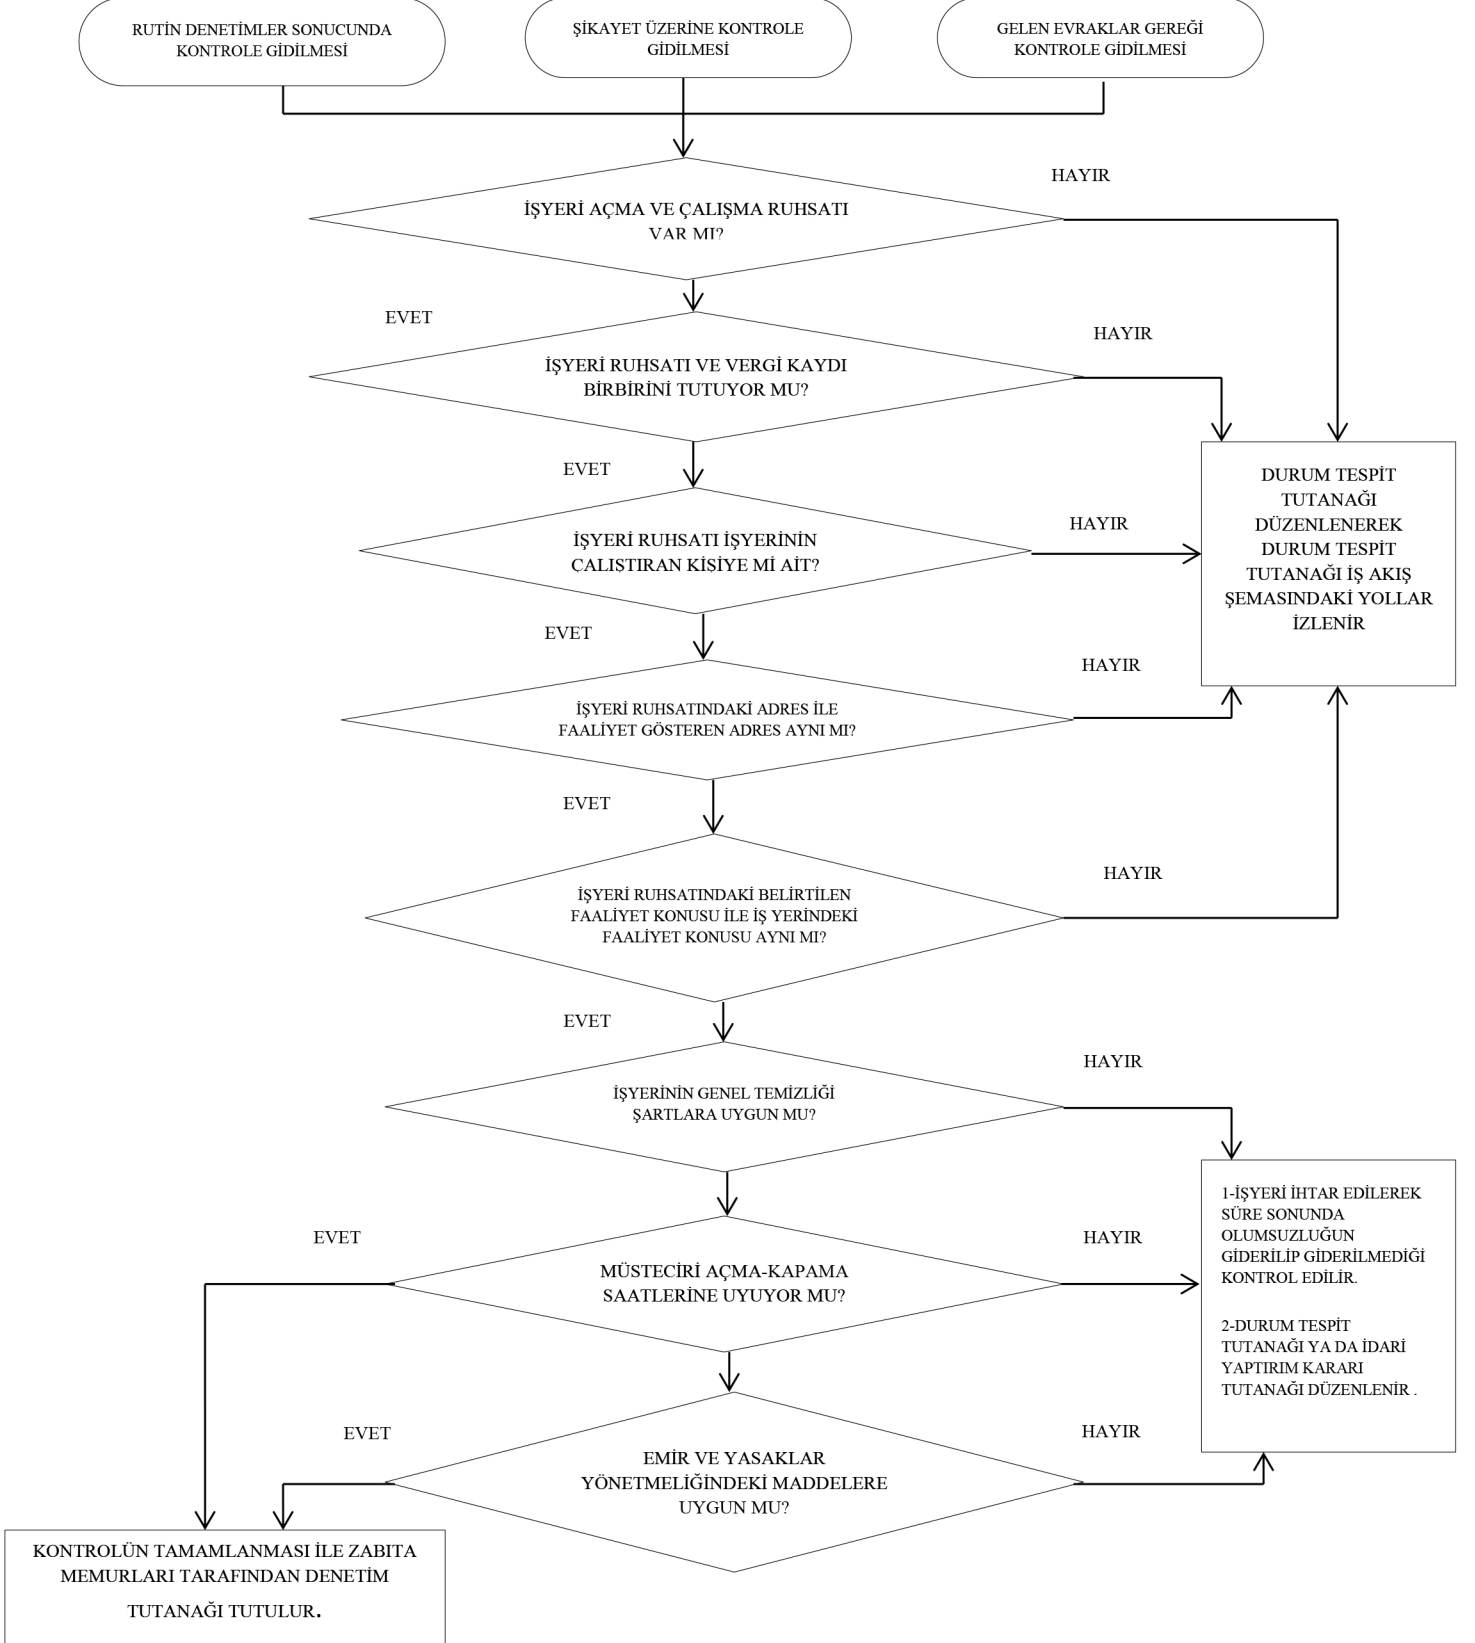 RUTİN DENETİMLER SONUCUNDA
KONTROLE GİDİLMESİ
ŞİKAYET ÜZERİNE KONTROLE
GİDİLMESİ
GELEN EVRAKLAR GEREĞİ
KONTROLE GİDİLMESİ
HAYIR
İŞYERİ AÇMA VE ÇALIŞMA RUHSATI
VAR MI?
EVET
HAYIR
İŞYERİ RUHSATI VE VERGİ KAYDI
BİRBİRİNİ TUTUYOR MU?
EVET
HAYIR
İŞYERİ RUHSATI İŞYERİNİN
ÇALIŞTIRAN KİŞİYE Mİ AİT?
DURUM TESPİT
TUTANAĞI
DÜZENLENEREK
DURUM TESPİT
TUTANAĞI İŞ AKIŞ
ŞEMASINDAKİ YOLLAR
İZLENİR
EVET
HAYIR
İŞYERİ RUHSATINDAKİ ADRES İLE
FAALİYET GÖSTEREN ADRES AYNI MI?
EVET
HAYIR
İŞYERİ RUHSATINDAKİ BELİRTİLEN
FAALİYET KONUSU İLE İŞ YERİNDEKİ
FAALİYET KONUSU AYNI MI?
EVET
HAYIR
İŞYERİNİN GENEL TEMİZLİĞİ
ŞARTLARA UYGUN MU?
EVET
HAYIR
MÜSTECİRİ AÇMA-KAPAMA
SAATLERİNE UYUYOR MU?
1-İŞYERİ İHTAR EDİLEREK
SÜRE SONUNDA
OLUMSUZLUĞUN
GİDERİLİP GİDERİLMEDİĞİ
KONTROL EDİLİR.
2-DURUM TESPİT
TUTANAĞI YA DA İDARİ
YAPTIRIM KARARI
TUTANAĞI DÜZENLENİR .
EVET
HAYIR
EMİR VE YASAKLAR
YÖNETMELİĞİNDEKİ MADDELERE
UYGUN MU?
KONTROLÜN TAMAMLANMASI İLE ZABITA
MEMURLARI TARAFINDAN DENETİM
TUTANAĞI TUTULUR.